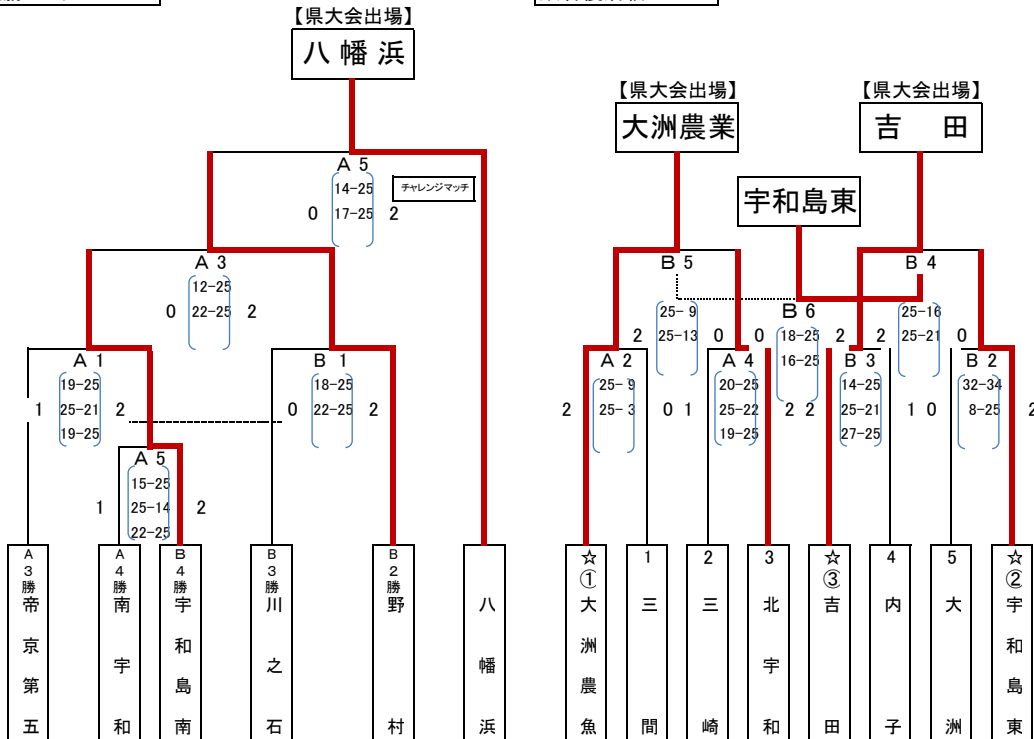 【県大会出場】
八幡浜
A 5
14-25
17-25
0
2
チャレンジマッチ
A 3
12-25
22-25
0
2
A 1
19-25
25-21
19-25
1
2
B 1
18-25
22-25
0
2
A 5
15-25
25-14
22-25
1
2
A3勝
帝京第五
A4勝
南宇和
B4勝
宇和島南
B3勝
川之石
B2勝
野村
八幡浜
【県大会出場】
大洲農業
【県大会出場】
吉田
宇和島東
B 5
25- 9
25-13
2
0
B 4
25-16
25-21
2
0
B 6
18-25
16-25
0
2
A 2
25- 9
25- 3
2
0
A 4
20-25
25-22
19-25
1
2
B 3
14-25
25-21
27-25
2
1
B 2
32-34
8-25
0
2
☆①
大洲農魚
1
三間
2
三崎
3
北宇和
☆③
吉田
4
内子
5
大洲
☆②
宇和島東